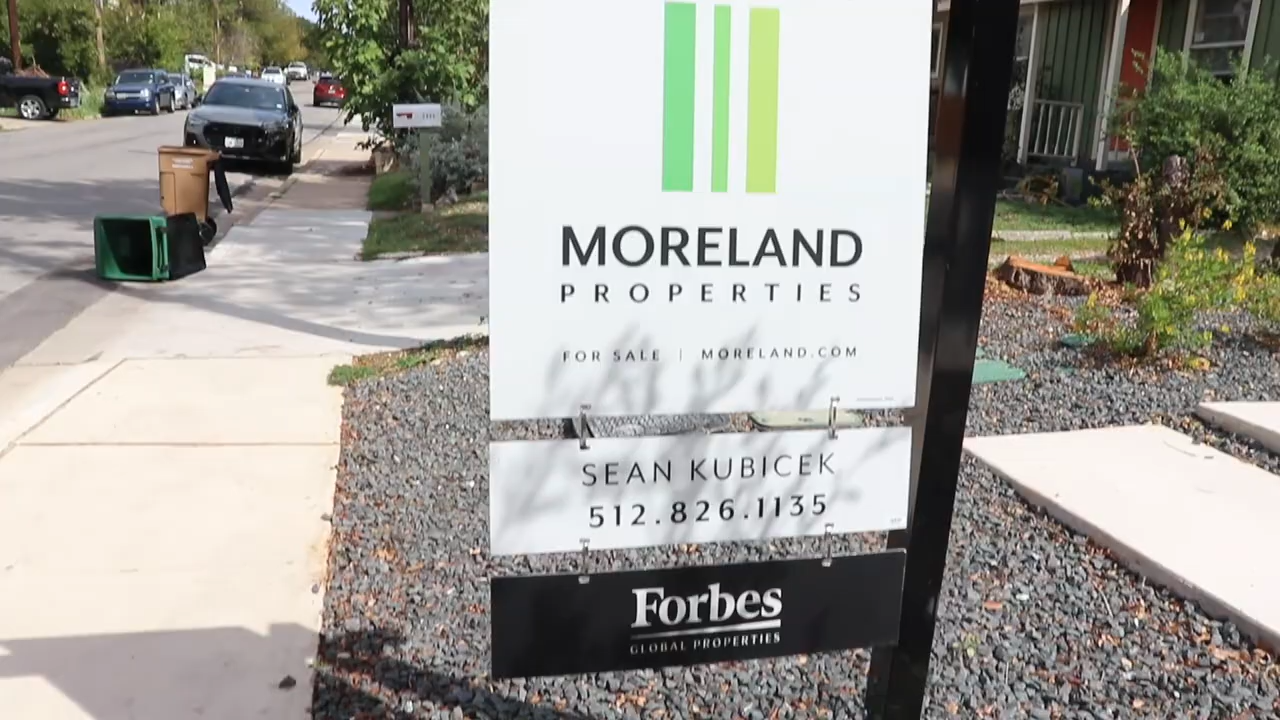 MORELAND
PROPERTIES
FOR SALE | MORELAND.COM
SEAN KUBICEK
512.826.1135
Forbes
GLOBAL PROPERTIES